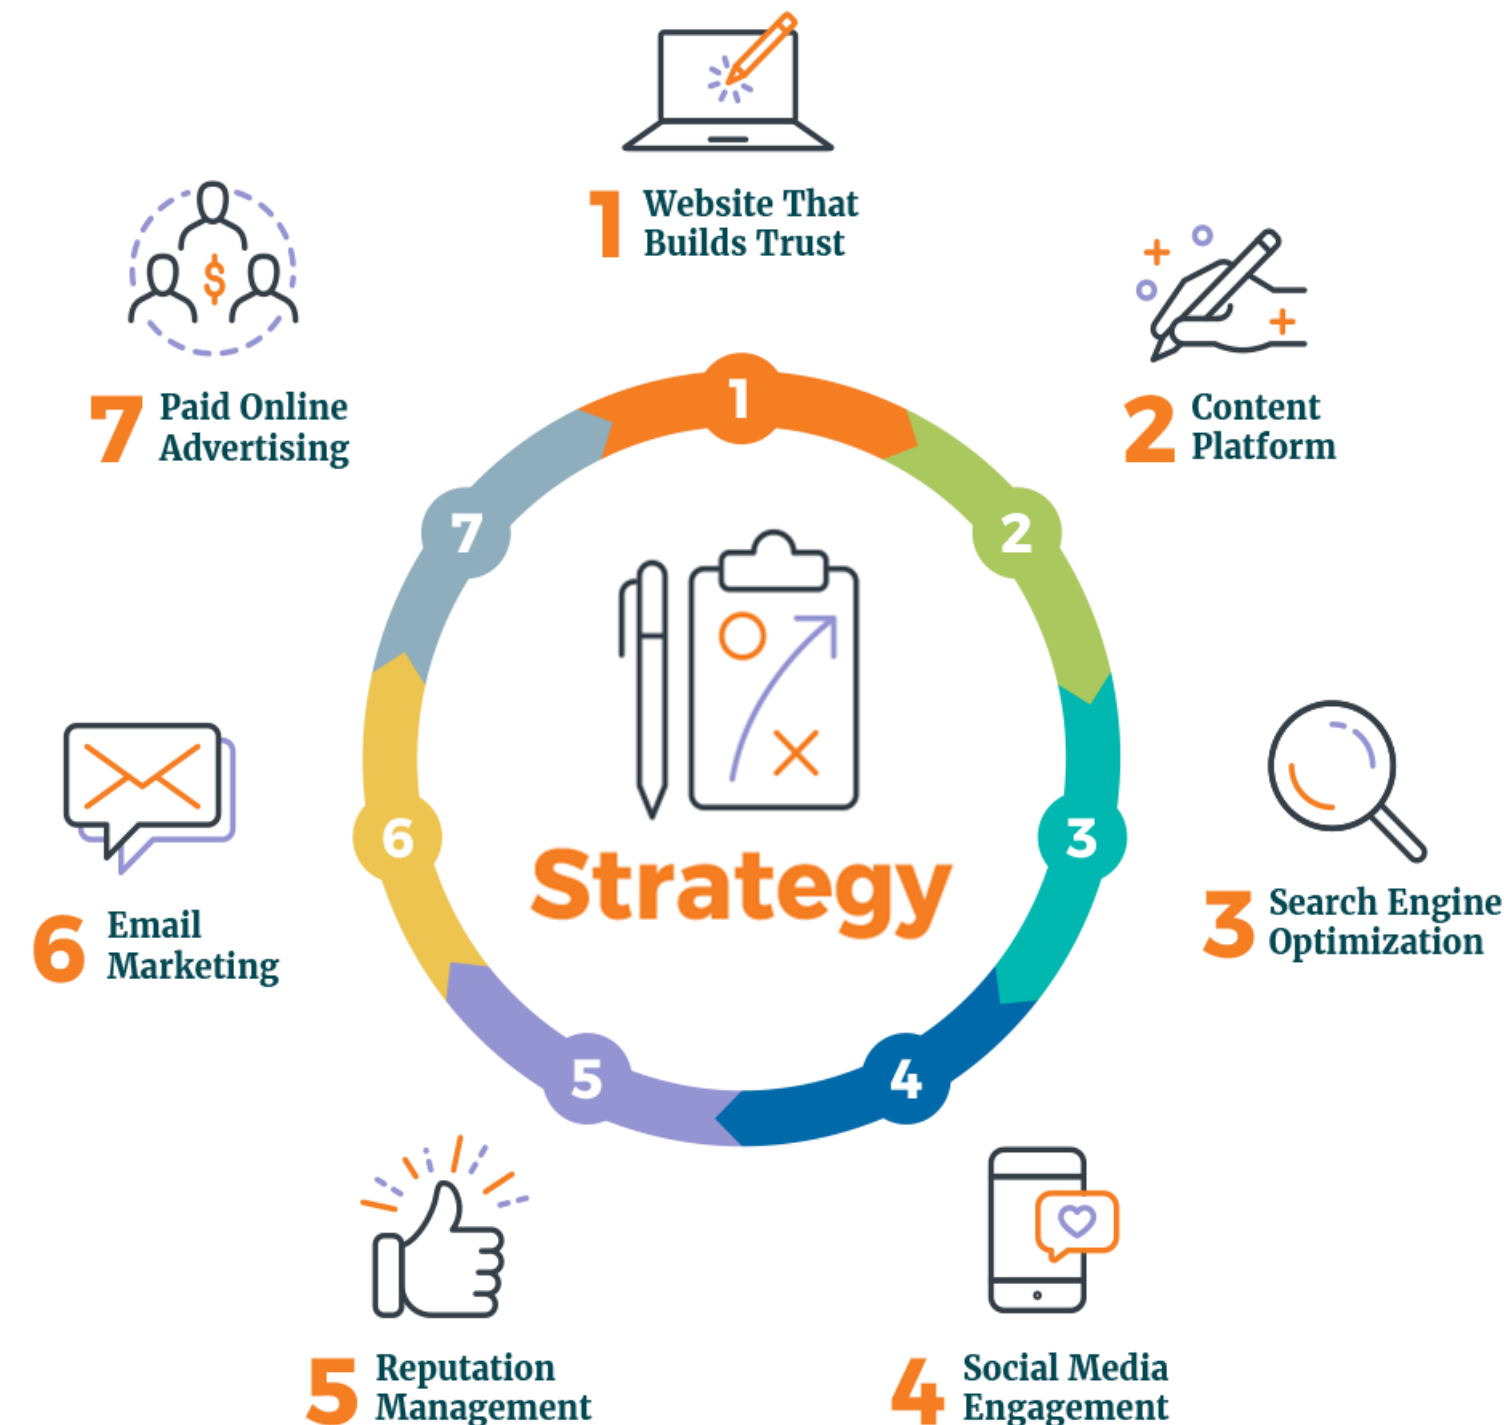 1 Website That
Builds Trust
2 Content
Platform
3 Search Engine
Optimization
4 Social Media
Engagement
5 Reputation
Management
6 Email
Marketing
7 Paid Online
Advertising
$
1
2
3
4
5
6
7
Strategy